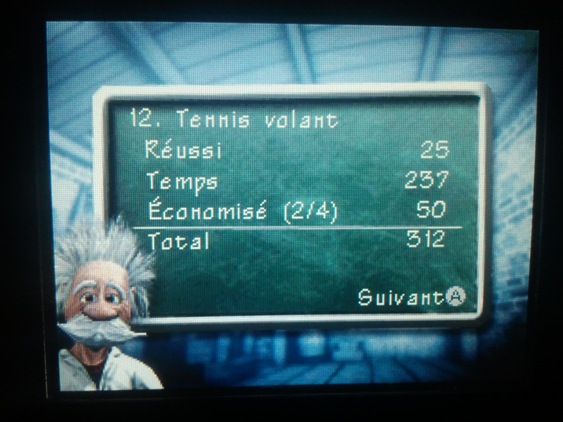 12. Tennis volant
Réussi 25
Temps 237
Économisé (2/4) 50
Total 312
Suivant A